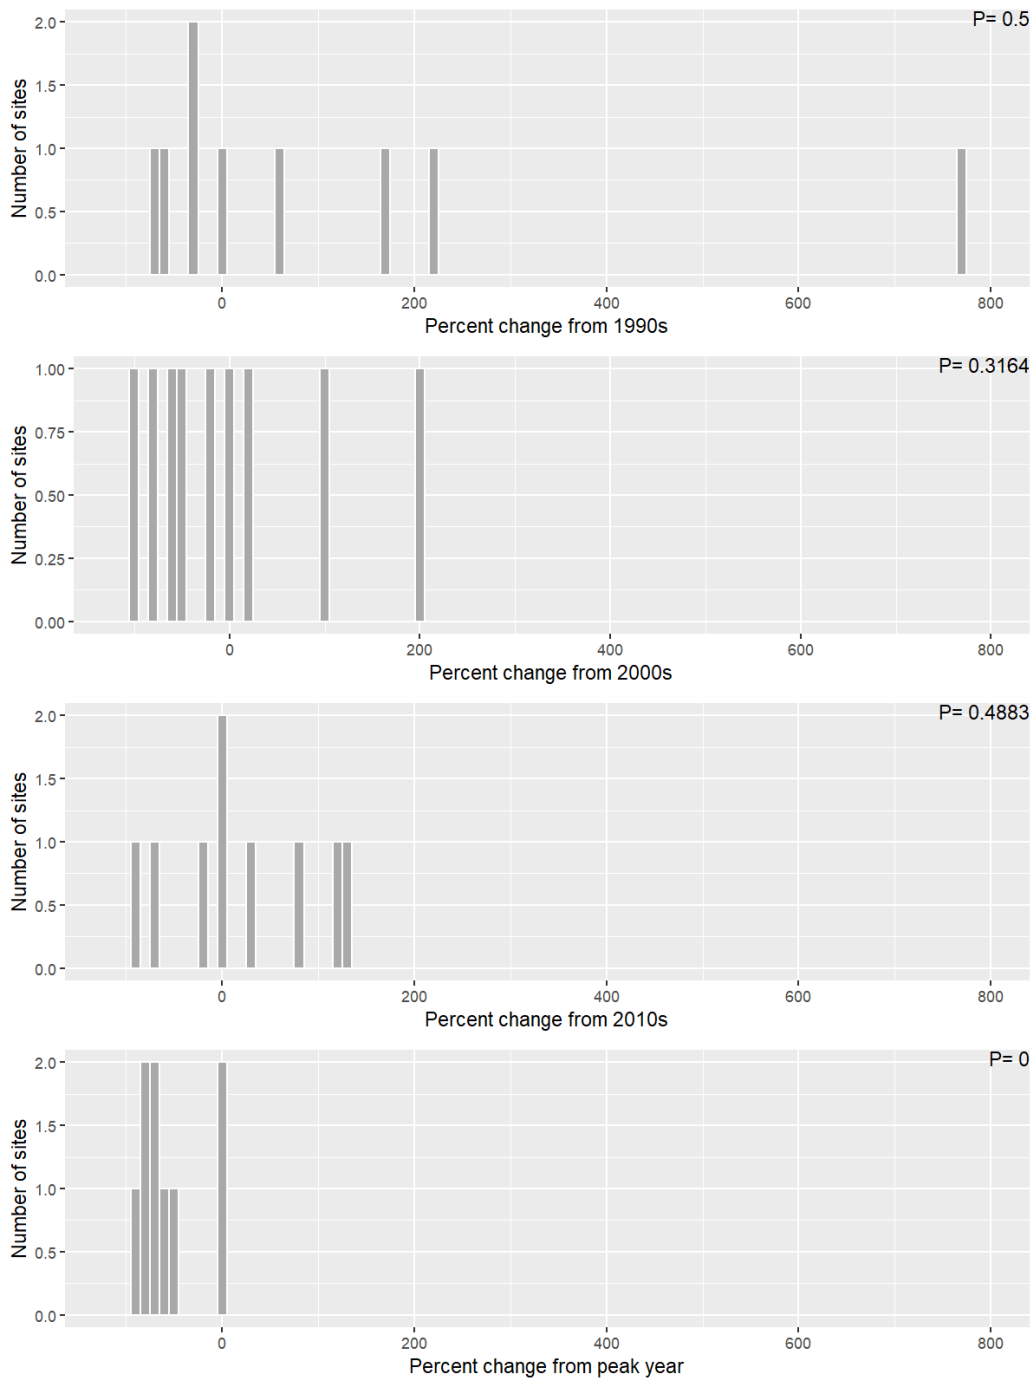 P= 0.5
Number of sites
2.0
1.5
1.0
0.5
0.0
0 200 400 600 800
Percent change from 1990s
P= 0.3164
Number of sites
1.00
0.75
0.50
0.25
0.00
0 200 400 600 800
Percent change from 2000s
P= 0.4883
Number of sites
2.0
1.5
1.0
0.5
0.0
0 200 400 600 800
Percent change from 2010s
P= 0
Number of sites
2.0
1.5
1.0
0.5
0.0
0 200 400 600 800
Percent change from peak year